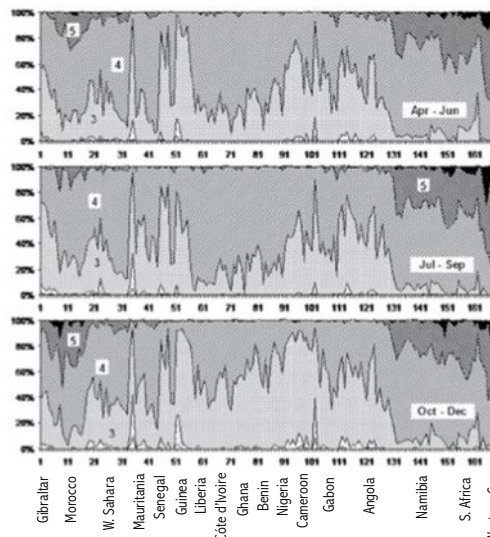 100%
80%
60%
40%
20%
0%
5
4
3
Apr - Jun
1 11 21 31 41 51 61 71 81 91 101 111 121 131 141 151 161
100%
80%
60%
40%
20%
0%
5
4
3
Jul - Sep
1 11 21 31 41 51 61 71 81 91 101 111 121 131 141 151 161
100%
80%
60%
40%
20%
0%
5
4
3
Oct - Dec
1 11 21 31 41 51 61 71 81 91 101 111 121 131 141 151 161
Gibraltar
Morocco
W. Sahara
Mauritania
Senegal
Guinea
Liberia
Côte d'Ivoire
Ghana
Benin
Nigeria
Cameroon
Gabon
Angola
Namibia
S. Africa